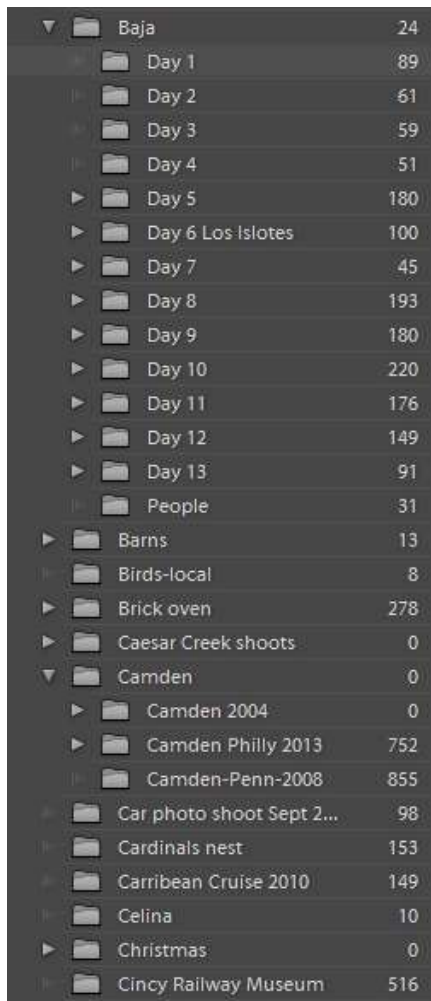 Baja 24
Day 1 89
Day 2 61
Day 3 59
Day 4 51
Day 5 180
Day 6 Los Islotes 100
Day 7 45
Day 8 193
Day 9 180
Day 10 220
Day 11 176
Day 12 149
Day 13 91
People 31
Barns 13
Birds-local 8
Brick oven 278
Caesar Creek shoots 0
Camden 0
Camden 2004 0
Camden Philly 2013 752
Camden-Penn-2008 855
Car photo shoot Sept 2... 98
Cardinals nest 153
Carribean Cruise 2010 149
Celina 10
Christmas 0
Cincy Railway Museum 516